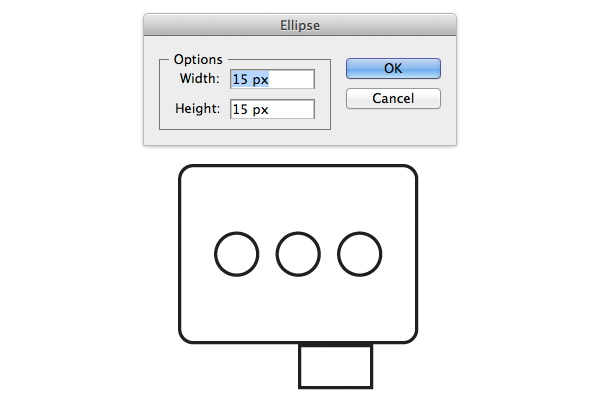 Ellipse
Options
Width: 15 px
OK
Height: 15 px
Cancel